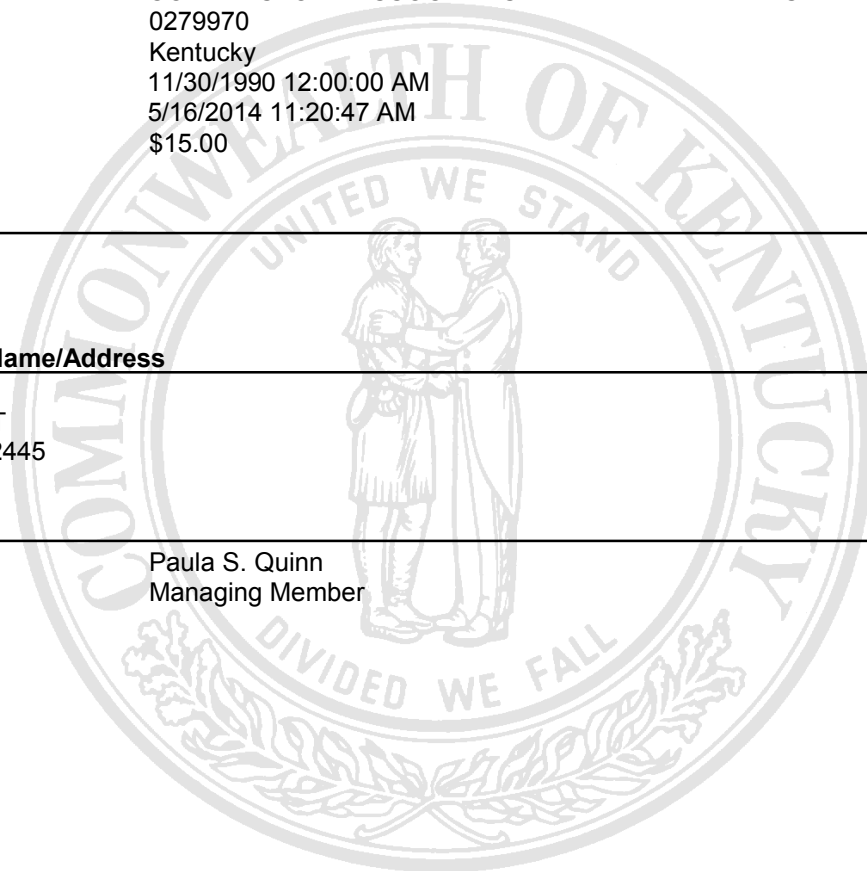 0279970
Kentucky
11/30/1990 12:00:00 AM
5/16/2014 11:20:47 AM
$15.00
COMMONWEALTH OF KENTUCKY
UNITED WE STAND
Name/Address
2445
Paula S. Quinn
Managing Member
DIVIDED WE FALL